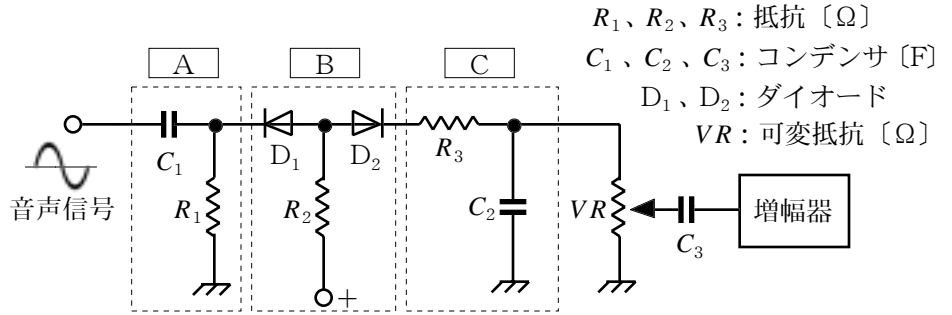 R₁、R₂、R₃：抵抗〔Ω〕
C₁、C₂、C₃：コンデンサ〔F〕
D₁、D₂：ダイオード
VR：可変抵抗〔Ω〕
A
B
C
C₁
D₁
D₂
R₃
音声信号
R₁
R₂
C₂
VR
C₃
増幅器
+